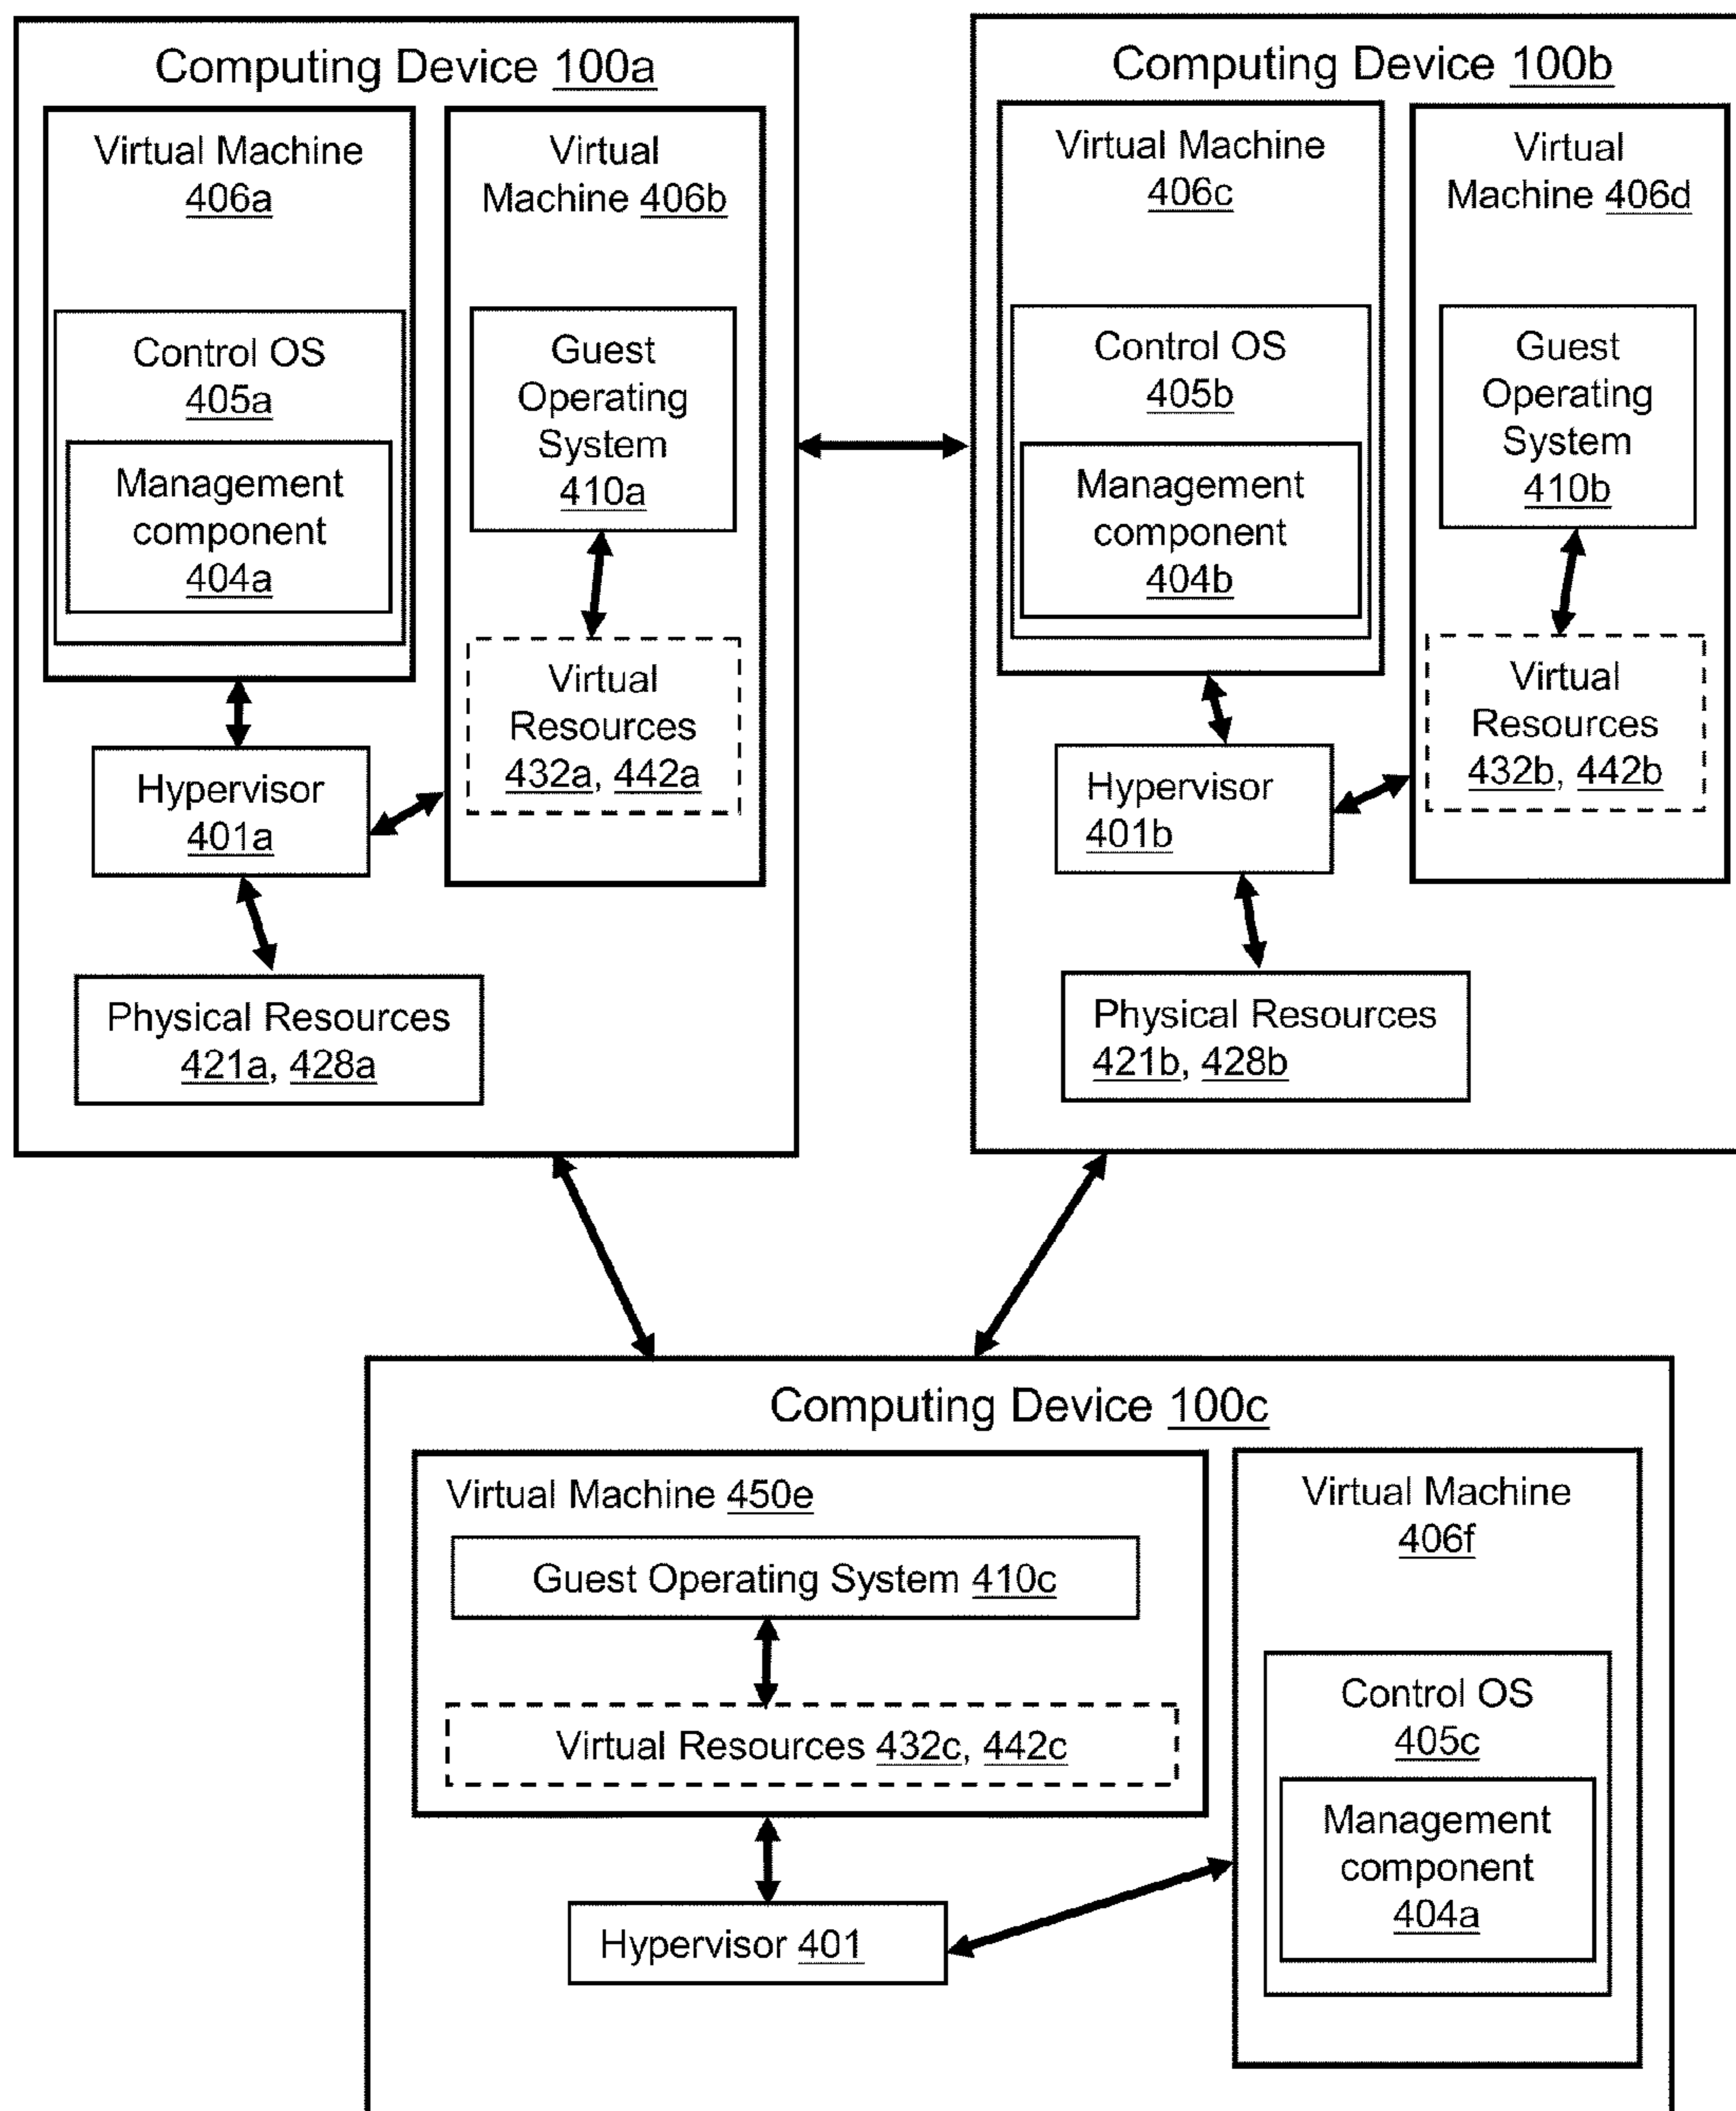 Computing Device 100a
Virtual Machine
406a
Control OS
405a
Management
component
404a
Virtual
Machine 406b
Guest
Operating
System
410a
Virtual
Resources
432a, 442a
Hypervisor
401a
Physical Resources
421a, 428a
Computing Device 100b
Virtual Machine
406c
Control OS
405b
Management
component
404b
Virtual
Machine 406d
Guest
Operating
System
410b
Virtual
Resources
432b, 442b
Hypervisor
401b
Physical Resources
421b, 428b
Computing Device 100c
Virtual Machine 450e
Guest Operating System 410c
Virtual Resources 432c, 442c
Hypervisor 401
Virtual Machine
406f
Control OS
405c
Management
component
404a